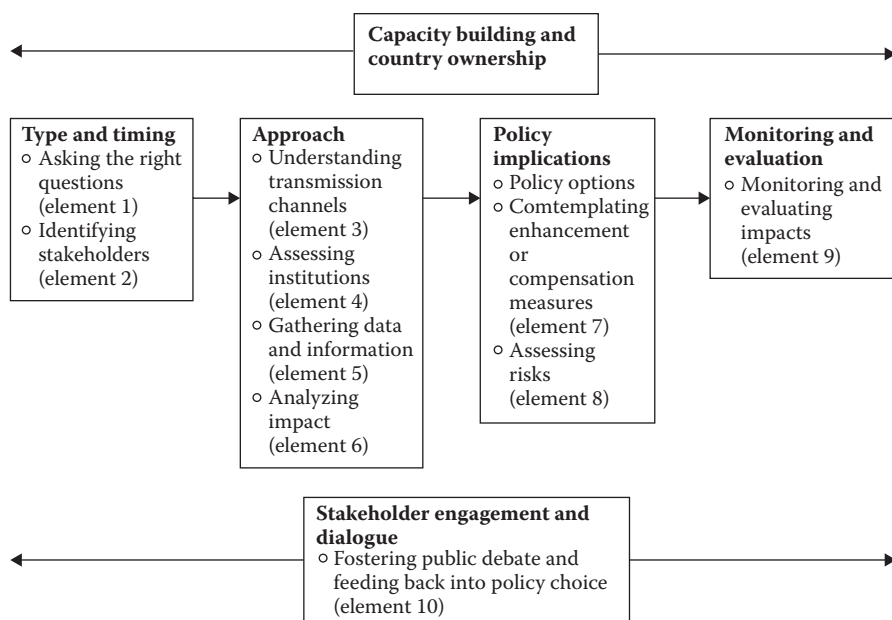 Capacity building and
country ownership
Type and timing
○ Asking the right
questions
(element 1)
○ Identifying
stakeholders
(element 2)
Approach
○ Understanding
transmission
channels
(element 3)
○ Assessing
institutions
(element 4)
○ Gathering data
and information
(element 5)
○ Analyzing
impact
(element 6)
Policy
implications
○ Policy options
○ Comtemplating
enhancement
or
compensation
measures
(element 7)
○ Assessing
risks
(element 8)
Monitoring and
evaluation
○ Monitoring and
evaluating
impacts
(element 9)
Stakeholder engagement and
dialogue
○ Fostering public debate and
feeding back into policy choice
(element 10)